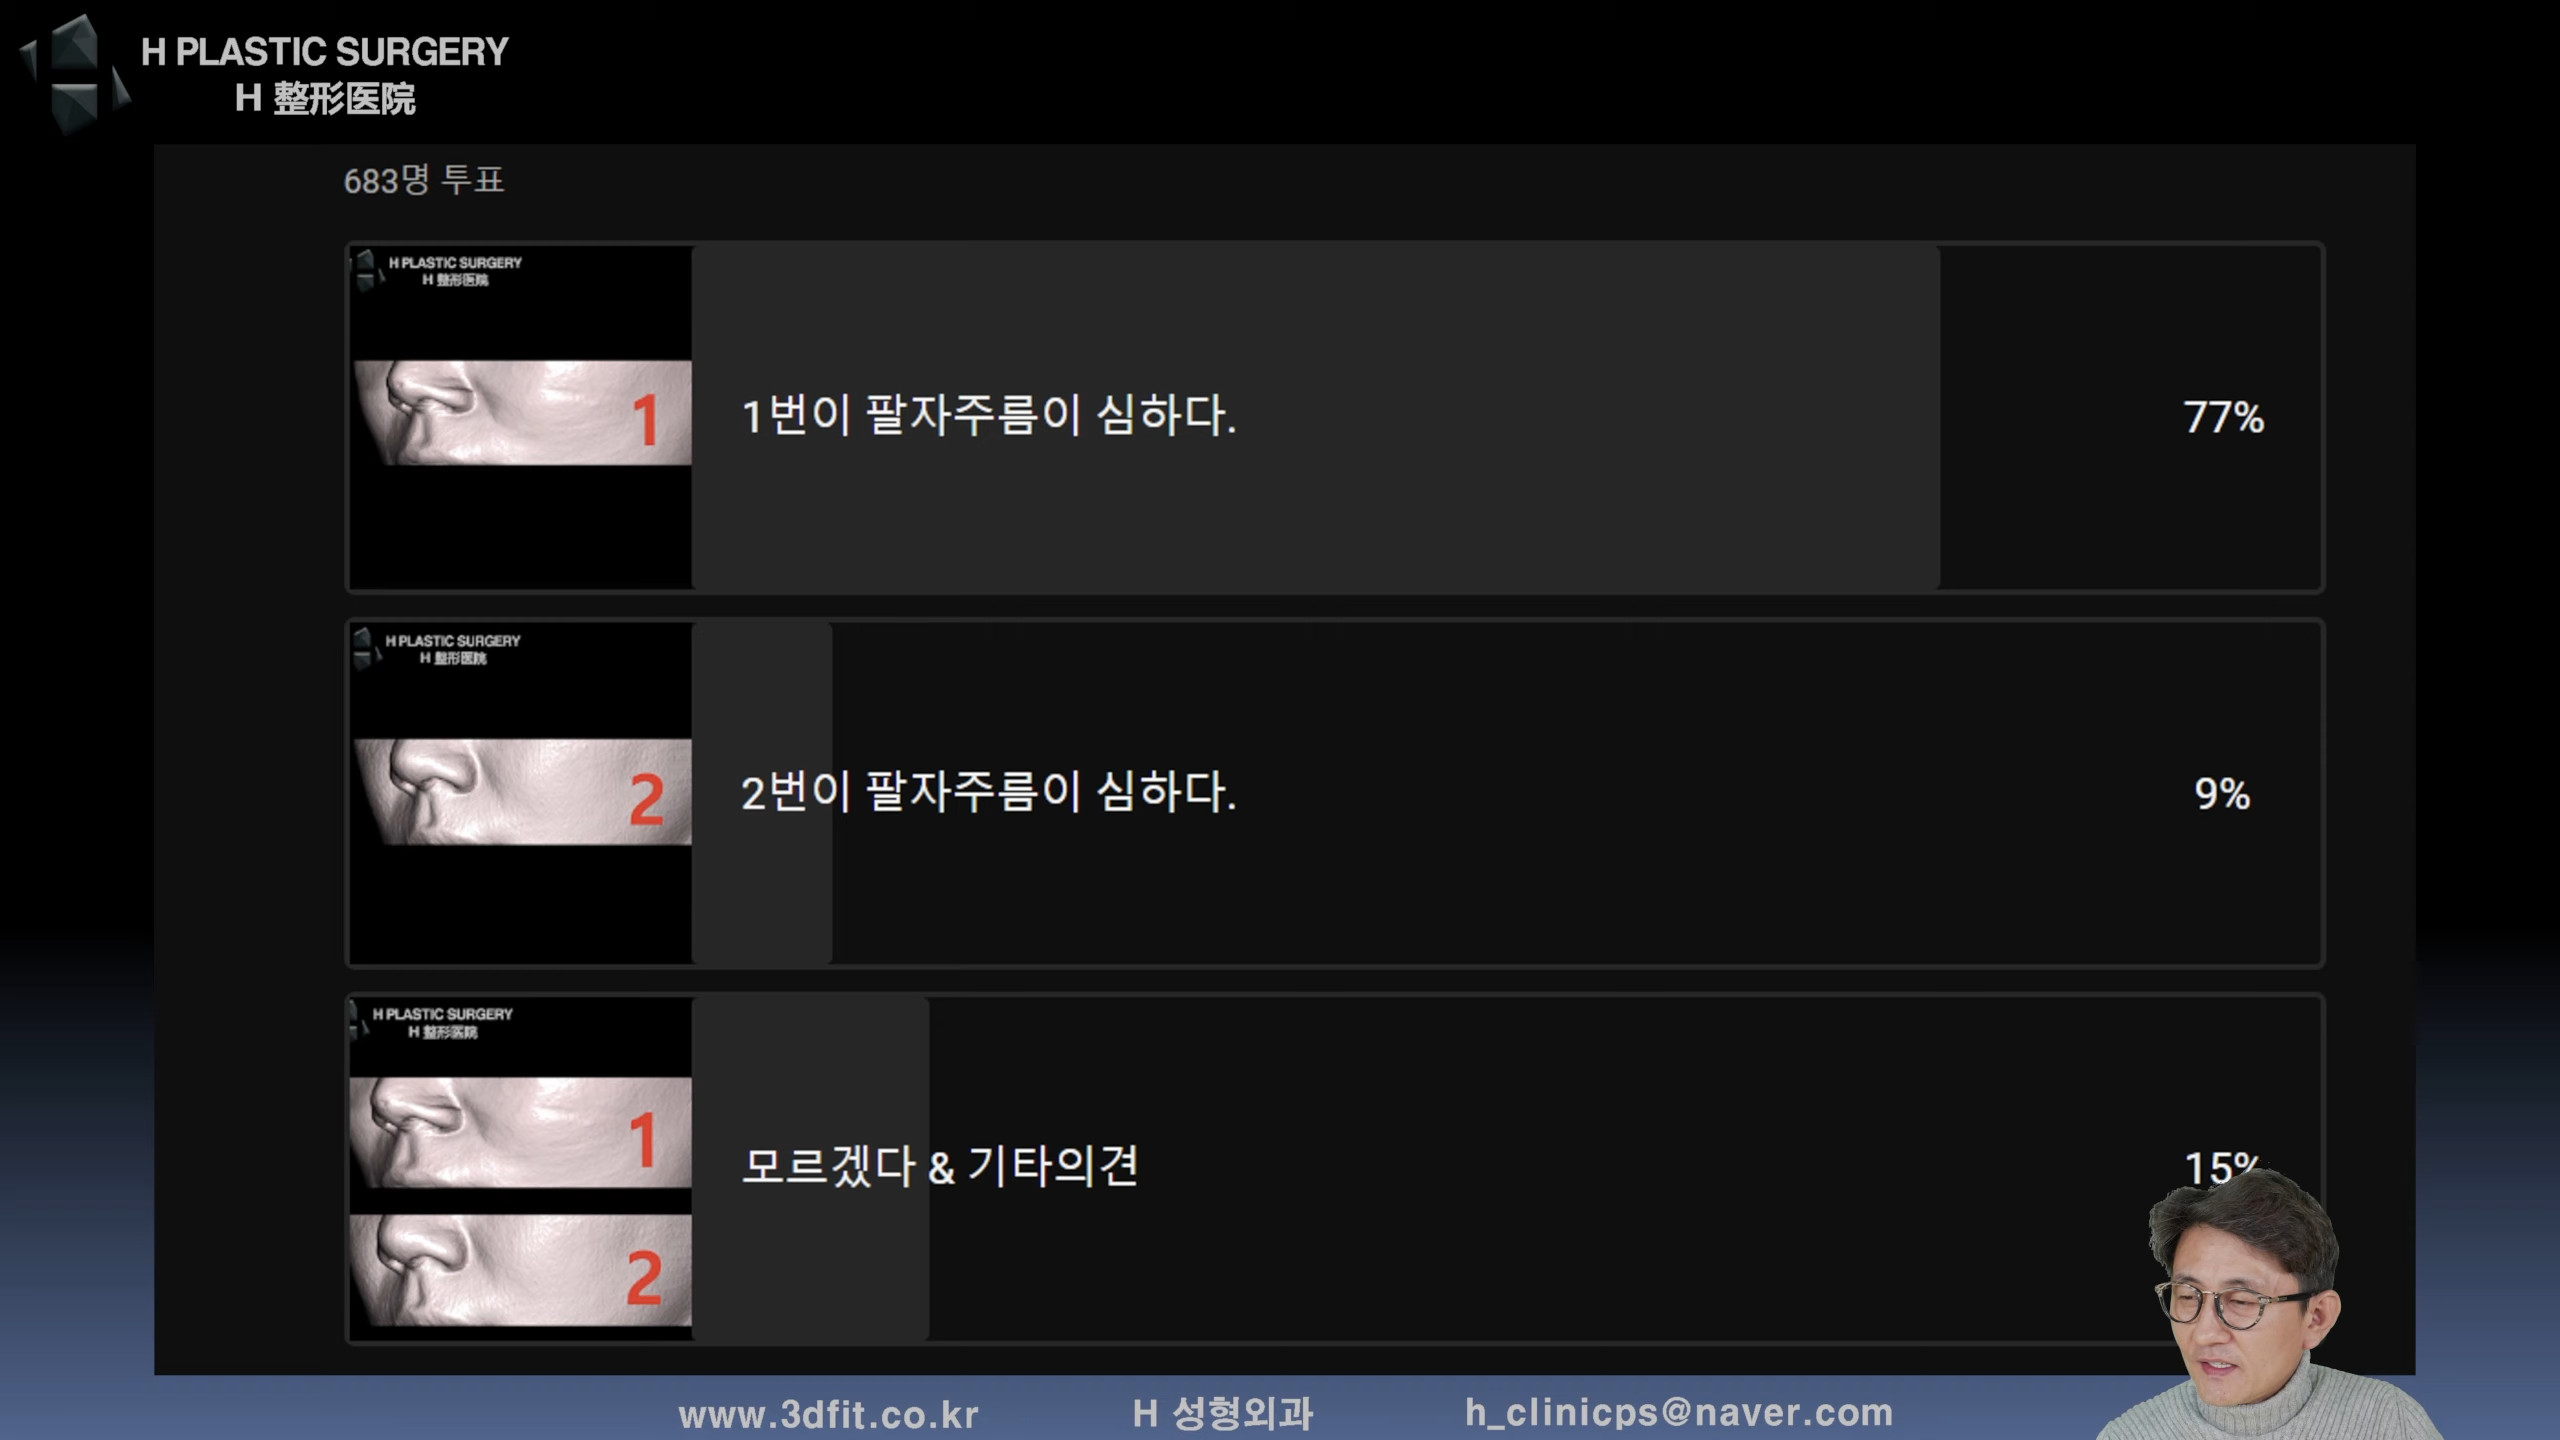 H PLASTIC SURGERY
H 整形医院
683명 투표
H PLASTIC SURGERY
H 整形医院
1
1번이 팔자주름이 심하다.
77%
H PLASTIC SURGERY
H 整形医院
2
2번이 팔자주름이 심하다.
9%
H PLASTIC SURGERY
H 整形医院
1
2
모르겠다 & 기타의견
15%
www.3dfit.co.kr
H 성형외과
h_clinicps@naver.com